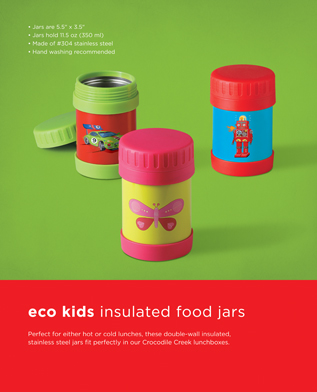 • Jars are 5.5" x 3.5"
• Jars hold 11.5 oz (350 ml)
• Made of #304 stainless steel
• Hand washing recommended
9
eco kids insulated food jars
Perfect for either hot or cold lunches, these double-wall insulated,
stainless steel jars fit perfectly in our Crocodile Creek lunchboxes.